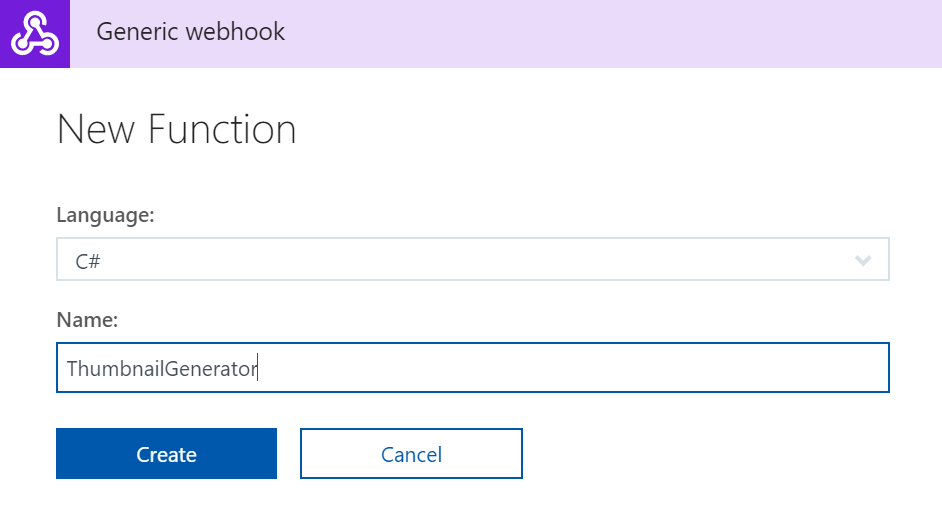 Generic webhook
New Function
Language:
C#
Name:
ThumbnailGenerator
Create Cancel